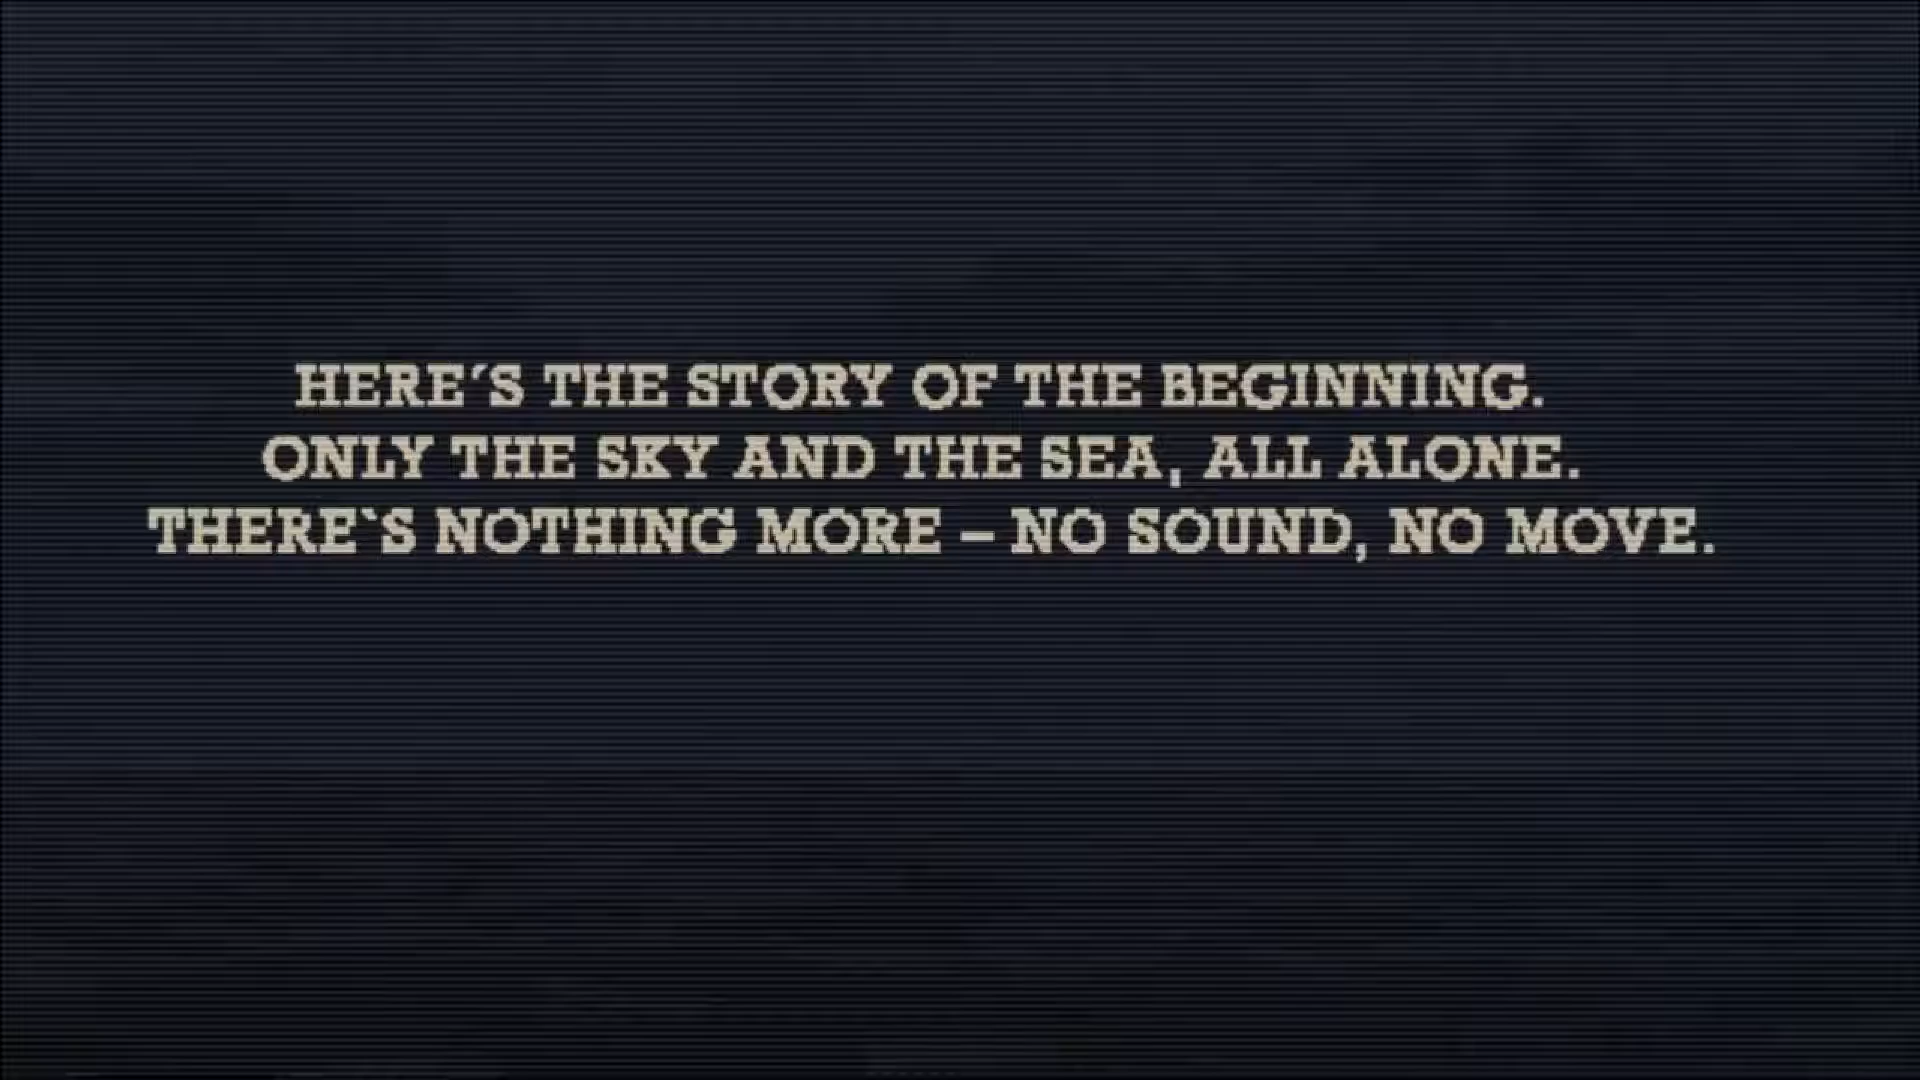 HERE´S THE STORY OF THE BEGINNING.
ONLY THE SKY AND THE SEA, ALL ALONE.
THERE`S NOTHING MORE – NO SOUND, NO MOVE.